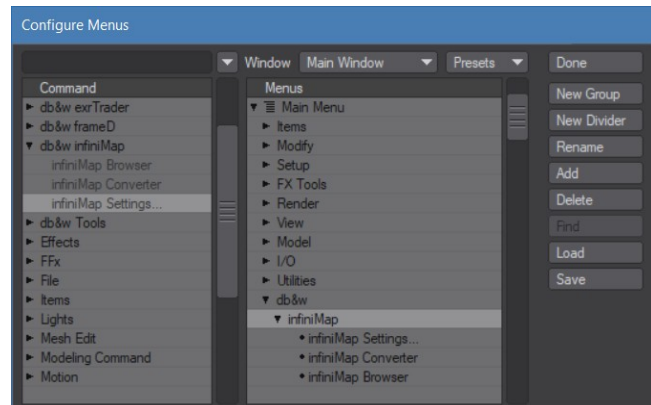 Configure Menus
Window Main Window Presets Done
Command
db&w exrTrader
db&w frameD
db&w infiniMap
infiniMap Browser
infiniMap Converter
infiniMap Settings...
db&w Tools
Effects
FFx
File
Items
Lights
Mesh Edit
Modeling Command
Motion
Menus
Main Menu
Items
Modify
Setup
FX Tools
Render
View
Model
I/O
Utilities
db&w
infiniMap
infiniMap Settings...
infiniMap Converter
infiniMap Browser
New Group
New Divider
Rename
Add
Delete
Find
Load
Save